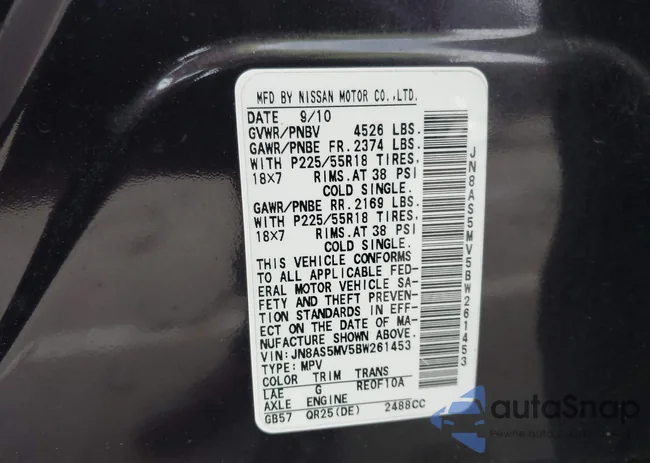 MFD BY NISSAN MOTOR CO.,LTD.
DATE 9/10
GVWR/PNBV 4526 LBS.
GAWR/PNBE FR.2374 LBS.
WITH P225/55R18 TIRES,
18X7 RIMS.AT 38 PSI
COLD SINGLE.
GAWR/PNBE RR.2169 LBS.
WITH P225/55R18 TIRES,
18X7 RIMS.AT 38 PSI
COLD SINGLE.
THIS VEHICLE CONFORMS
TO ALL APPLICABLE FED-
ERAL MOTOR VEHICLE SA-
FETY AND THEFT PREVEN-
TION STANDARDS IN EFF-
ECT ON THE DATE OF MA-
NUFACTURE SHOWN ABOVE.
VIN:JN8AS5MV5BW261453
TYPE:MPV
COLOR TRIM TRANS
LAE G RE0F10A
AXLE ENGINE
GB57 QR25(DE) 2488CC
JN8AS5MV5BW261453
autoSnap